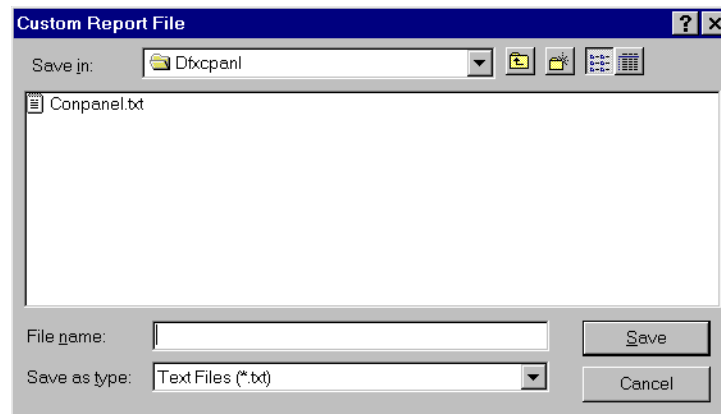 Custom Report File
Save in: Dfxcpanl
Conpanel.txt
File name: Save
Save as type: Text Files (*.txt) Cancel